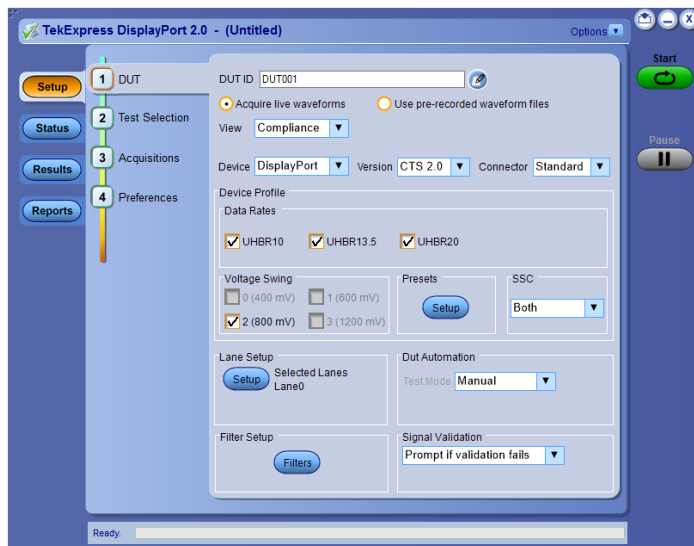 TekExpress DisplayPort 2.0 - (Untitled)
Options
Start
Pause
Setup
Status
Results
Reports
1 DUT
2 Test Selection
3 Acquisitions
4 Preferences
DUT ID DUT001
Acquire live waveforms Use pre-recorded waveform files
View Compliance
Device DisplayPort Version CTS 2.0 Connector Standard
Device Profile
Data Rates
UHBR10 UHBR13.5 UHBR20
Voltage Swing
0 (400 mV) 1 (600 mV)
2 (800 mV) 3 (1200 mV)
Presets
Setup
SSC
Both
Lane Setup
Setup
Selected Lanes
Lane0
Dut Automation
Test Mode Manual
Filter Setup
Filters
Signal Validation
Prompt if validation fails
Ready.